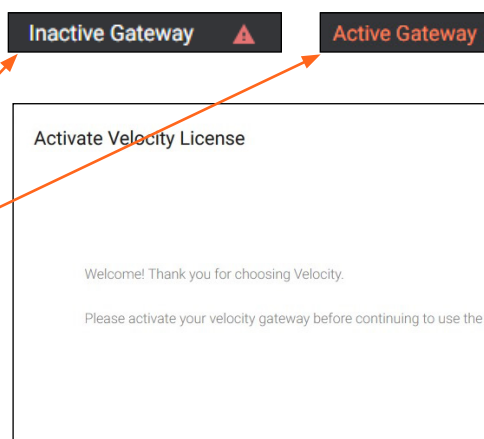 Inactive Gateway
Active Gateway
Activate Velocity License
Welcome! Thank you for choosing Velocity.
Please activate your velocity gateway before continuing to use the